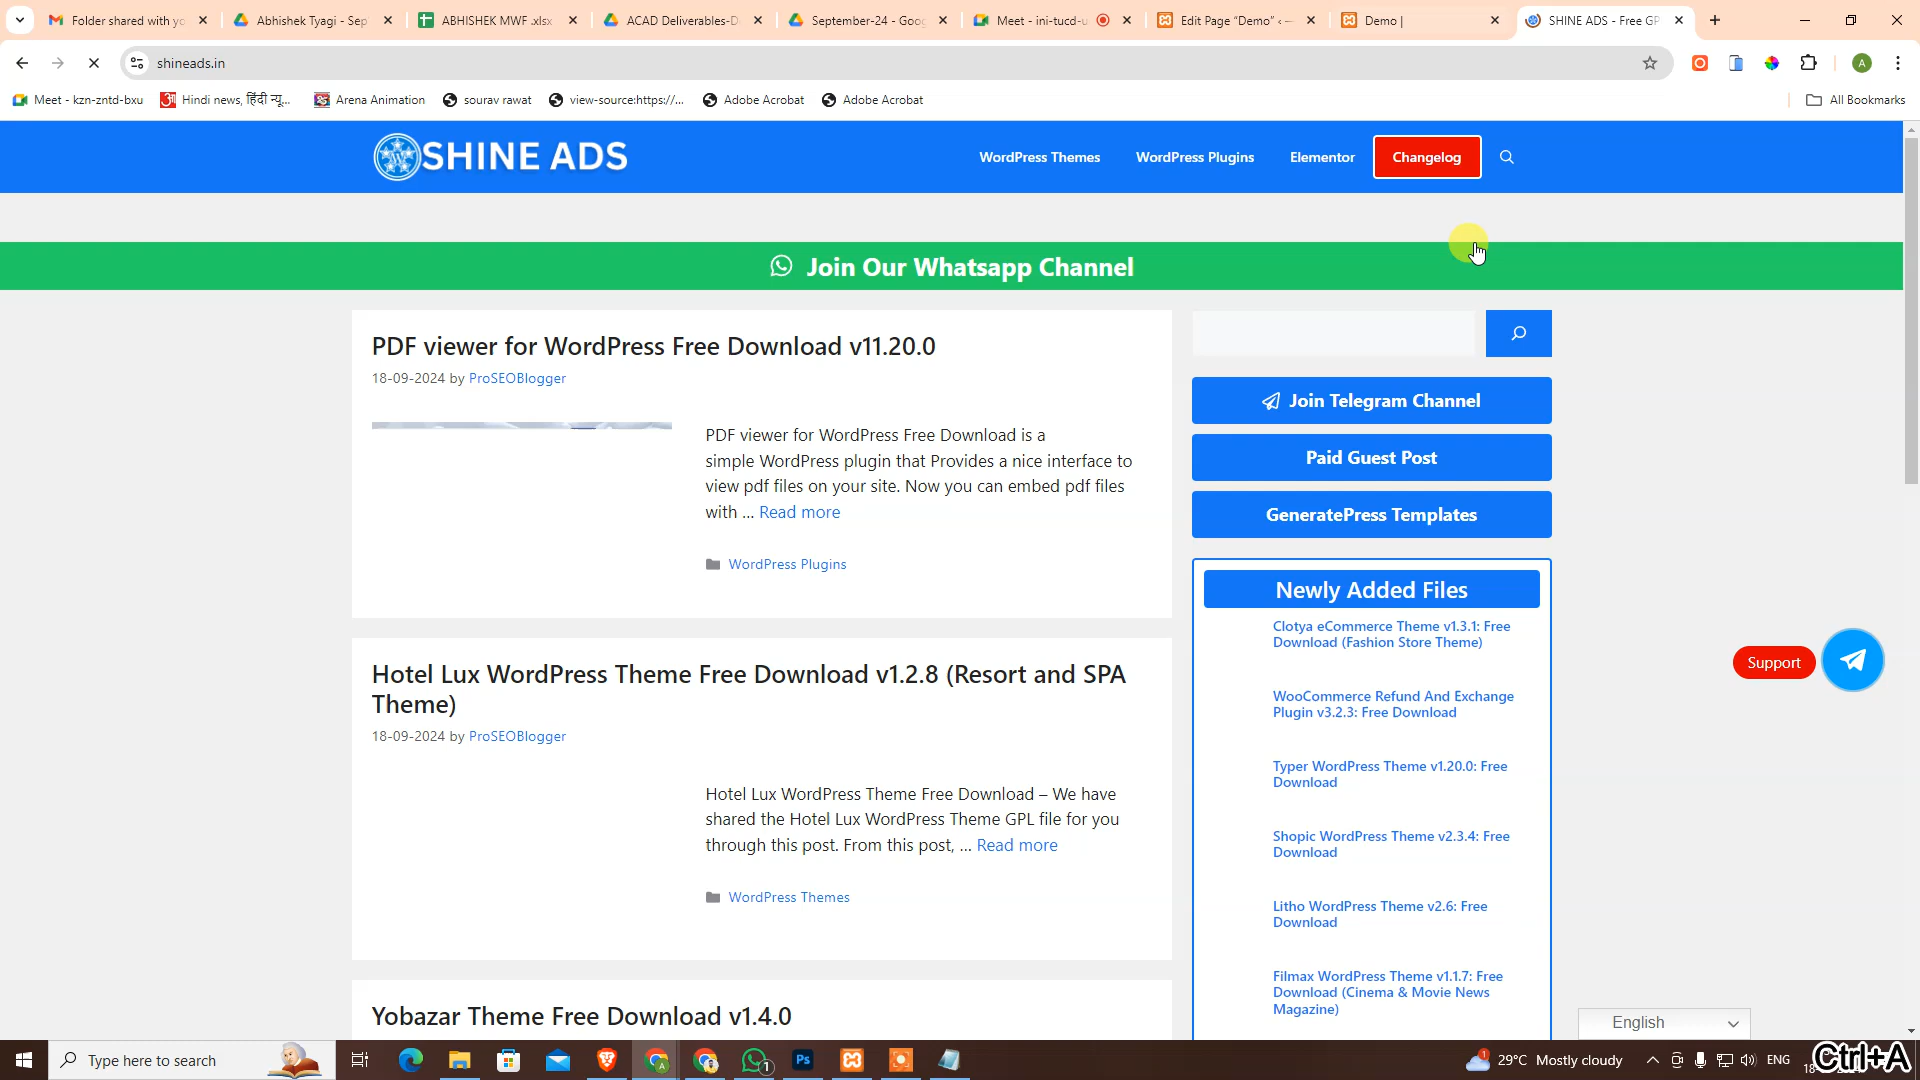 Folder shared with yo
Abhishek Tyagi - Sep
ABHISHEK MWF .xlsx
ACAD Deliverables-D
September-24 - Goog
Meet - ini-tucd-u
Edit Page “Demo” ‹ —
Demo |
SHINE ADS - Free GP
shineads.in
A
Meet - kzn-zntd-bxu
Hindi news, हिंदी न्यू...
Arena Animation
sourav rawat
view-source:https://...
Adobe Acrobat
Adobe Acrobat
All Bookmarks
SHINE ADS
WordPress Themes
WordPress Plugins
Elementor
Changelog
Join Our Whatsapp Channel
PDF viewer for WordPress Free Download v11.20.0
18-09-2024 by ProSEOBlogger
PDF viewer for WordPress Free Download is a
simple WordPress plugin that Provides a nice interface to
view pdf files on your site. Now you can embed pdf files
with ... Read more
WordPress Plugins
Join Telegram Channel
Paid Guest Post
GeneratePress Templates
Newly Added Files
Clotya eCommerce Theme v1.3.1: Free
Download (Fashion Store Theme)
WooCommerce Refund And Exchange
Plugin v3.2.3: Free Download
Typer WordPress Theme v1.20.0: Free
Download
Shopic WordPress Theme v2.3.4: Free
Download
Litho WordPress Theme v2.6: Free
Download
Filmax WordPress Theme v1.1.7: Free
Download (Cinema & Movie News
Magazine)
Hotel Lux WordPress Theme Free Download v1.2.8 (Resort and SPA
Theme)
18-09-2024 by ProSEOBlogger
Hotel Lux WordPress Theme Free Download – We have
shared the Hotel Lux WordPress Theme GPL file for you
through this post. From this post, ... Read more
WordPress Themes
Yobazar Theme Free Download v1.4.0
Support
English
Type here to search
Ps
1
29°C Mostly cloudy
ENG
Ctrl+A